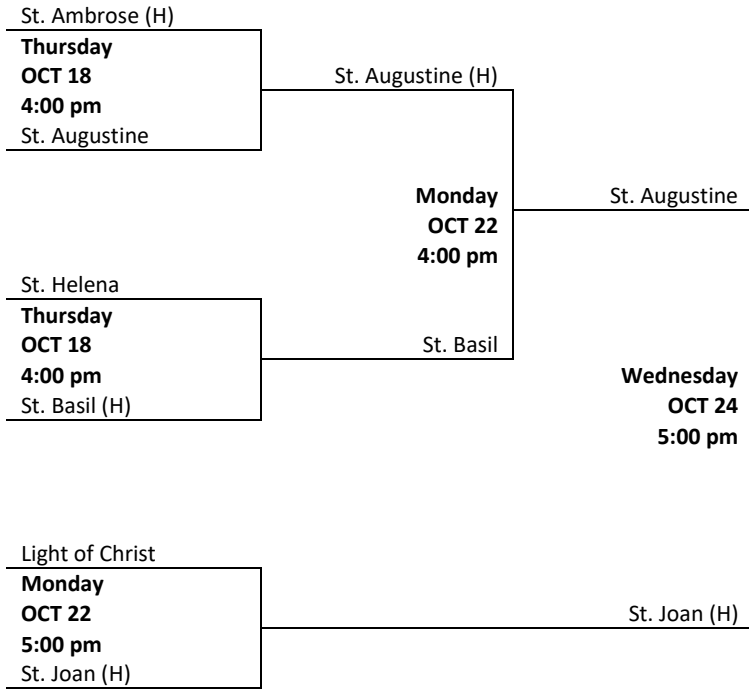 St. Ambrose (H)
Thursday
OCT 18
4:00 pm
St. Augustine
St. Augustine (H)
Monday
OCT 22
4:00 pm
St. Augustine
St. Helena
Thursday
OCT 18
4:00 pm
St. Basil (H)
St. Basil
Wednesday
OCT 24
5:00 pm
Light of Christ
Monday
OCT 22
5:00 pm
St. Joan (H)
St. Joan (H)